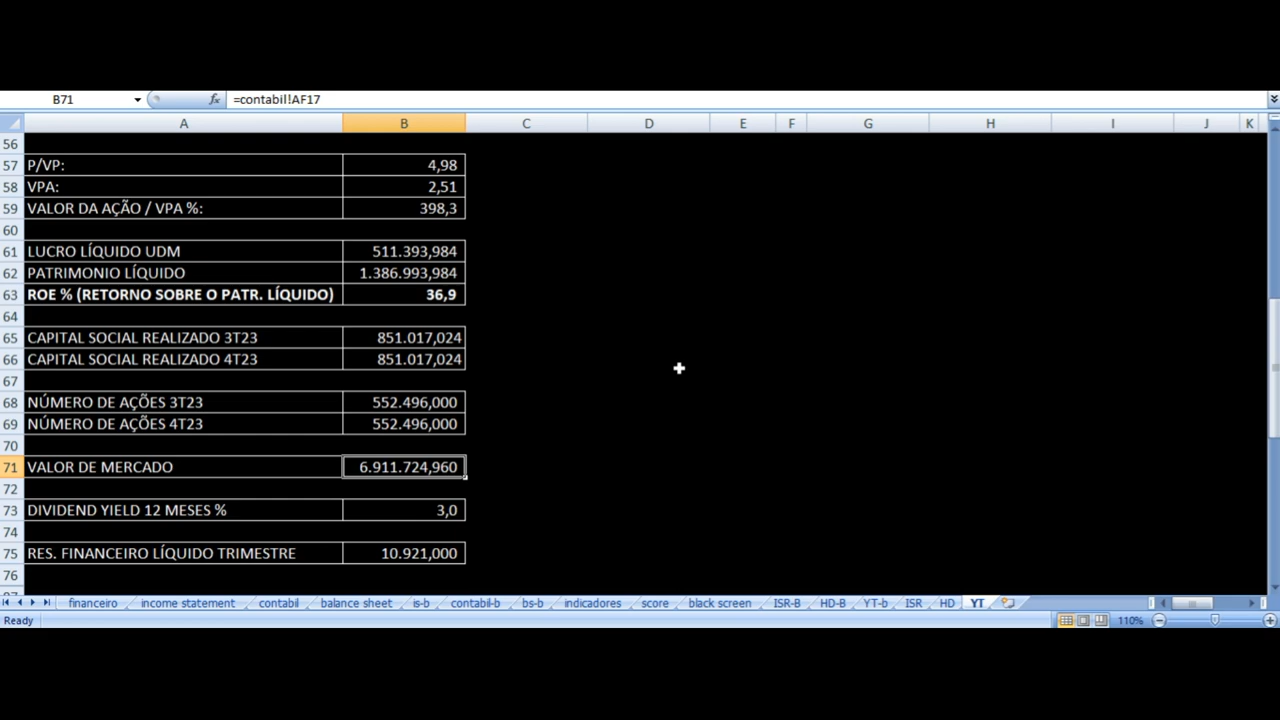 B71 fx =contabil!AF17
A B C D E F G H I J K
56
57 P/VP: 4,98
58 VPA: 2,51
59 VALOR DA AÇÃO / VPA %: 398,3
60
61 LUCRO LÍQUIDO UDM 511.393,984
62 PATRIMONIO LÍQUIDO 1.386.993,984
63 ROE % (RETORNO SOBRE O PATR. LÍQUIDO) 36,9
64
65 CAPITAL SOCIAL REALIZADO 3T23 851.017,024
66 CAPITAL SOCIAL REALIZADO 4T23 851.017,024
67
68 NÚMERO DE AÇÕES 3T23 552.496,000
69 NÚMERO DE AÇÕES 4T23 552.496,000
70
71 VALOR DE MERCADO 6.911.724,960
72
73 DIVIDEND YIELD 12 MESES % 3,0
74
75 RES. FINANCEIRO LÍQUIDO TRIMESTRE 10.921,000
76
financeiro income statement contabil balance sheet is-b contabil-b bs-b indicadores score black screen ISR-B HD-B YT-b ISR HD YT
Ready 110%